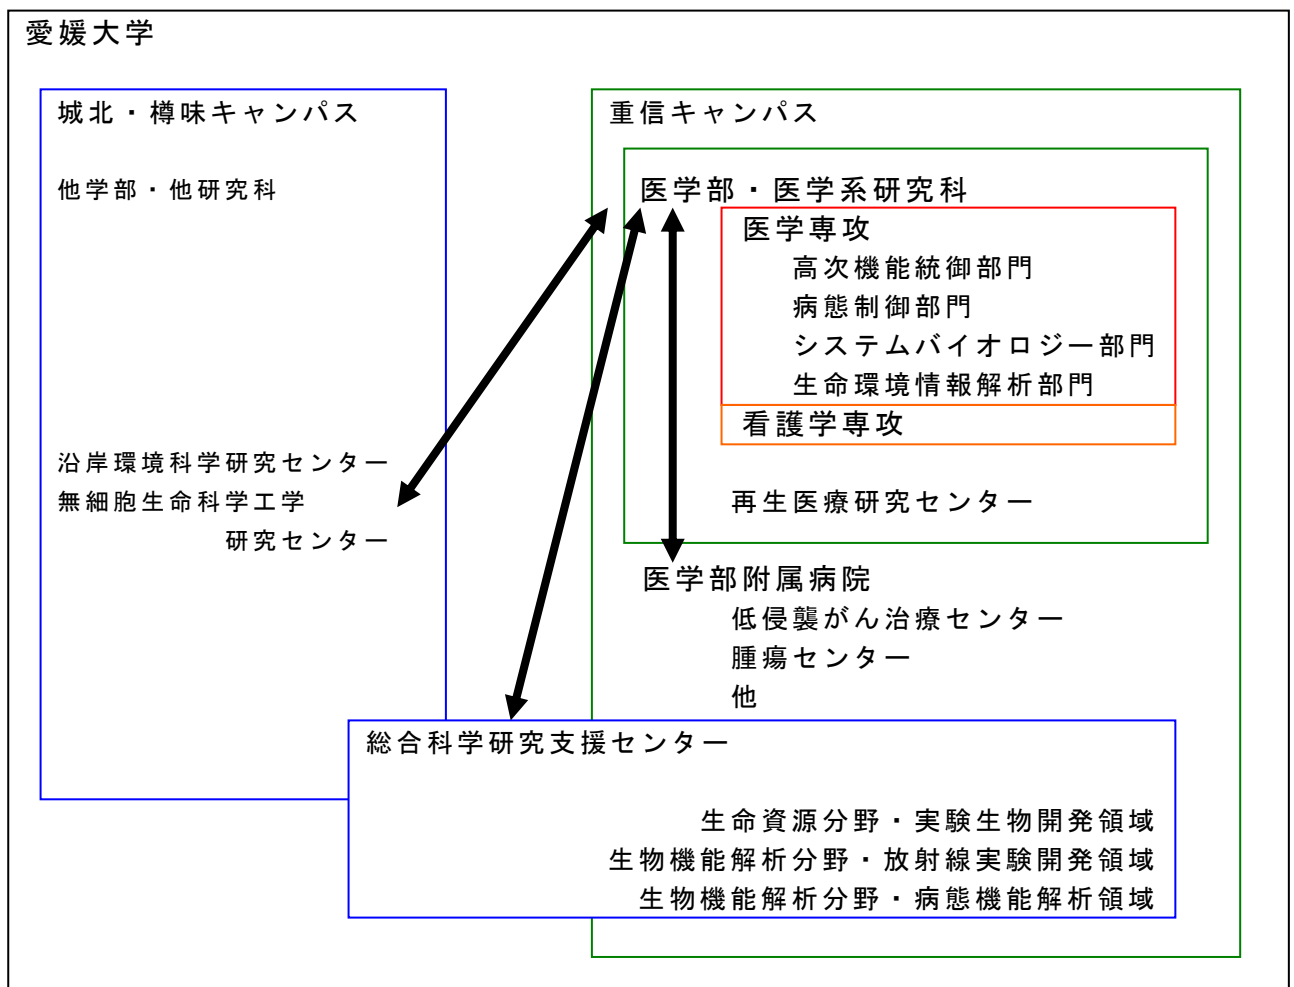 愛媛大学
城北・樽味キャンパス
他学部・他研究科
沿岸環境科学研究センター
無細胞生命科学工学
研究センター
重信キャンパス
医学部・医学系研究科
医学専攻
高次機能統御部門
病態制御部門
システムバイオロジー部門
生命環境情報解析部門
看護学専攻
再生医療研究センター
医学部附属病院
低侵襲がん治療センター
腫瘍センター
他
総合科学研究支援センター
生命資源分野・実験生物開発領域
生物機能解析分野・放射線実験開発領域
生物機能解析分野・病態機能解析領域